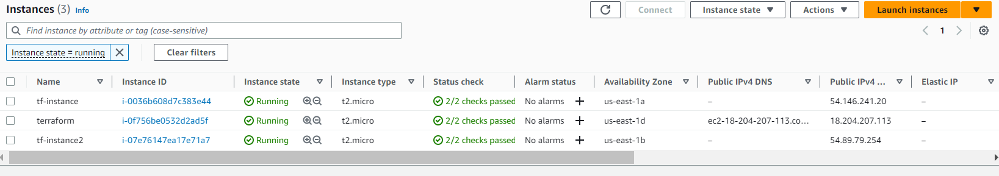 Instances (3) Info Connect Instance state Actions Launch instances
Find instance by attribute or tag (case-sensitive) 1
Instance state = running Clear filters
Name Instance ID Instance state Instance type Status check Alarm status Availability Zone Public IPv4 DNS Public IPv4 ... Elastic IP
tf-instance i-0036b608d7c383e44 Running t2.micro 2/2 checks passed No alarms + us-east-1a – 54.146.241.20 –
terraform i-0f756be0532d2ad5f Running t2.micro 2/2 checks passed No alarms + us-east-1d ec2-18-204-207-113.co... 18.204.207.113 –
tf-instance2 i-07e76147ea17e71a7 Running t2.micro 2/2 checks passed No alarms + us-east-1b – 54.89.79.254 –